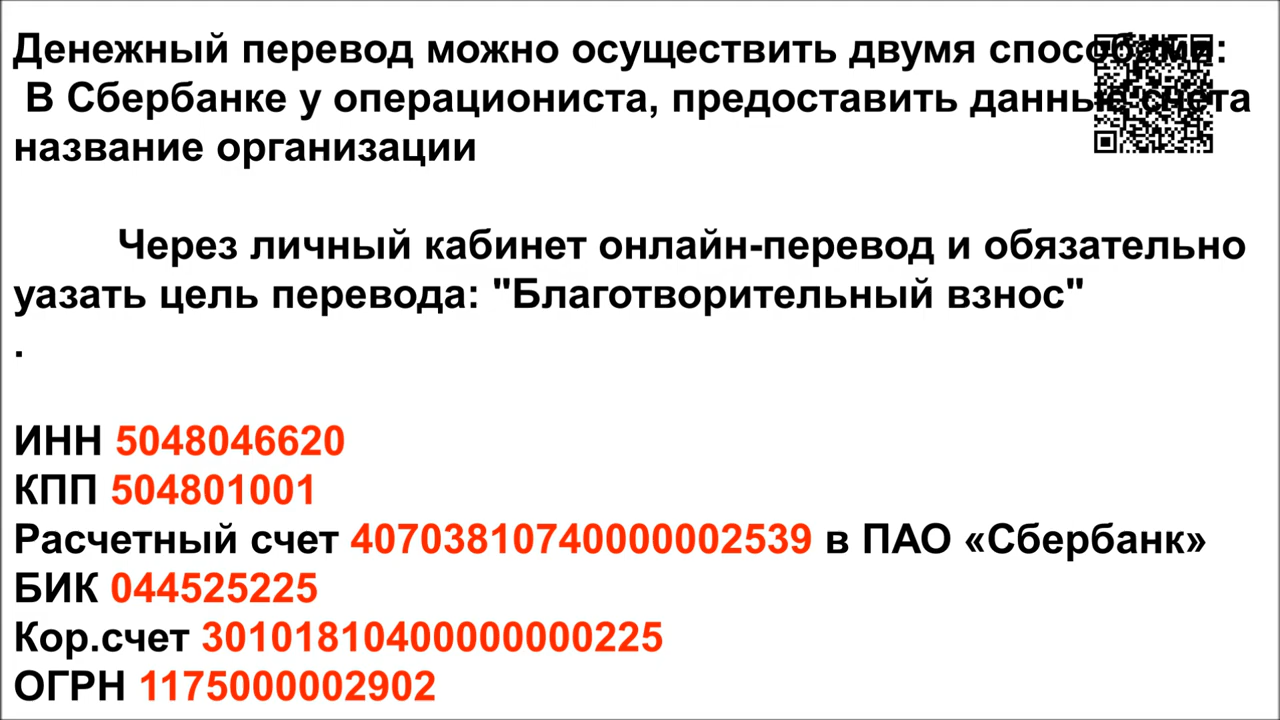 Денежный перевод можно осуществить двумя способами:
В Сбербанке у операциониста, предоставить данные счета
название организации
Через личный кабинет онлайн-перевод и обязательно
уазать цель перевода: "Благотворительный взнос"
.
ИНН 5048046620
КПП 504801001
Расчетный счет 40703810740000002539 в ПАО «Сбербанк»
БИК 044525225
Кор.счет 30101810400000000225
ОГРН 1175000002902